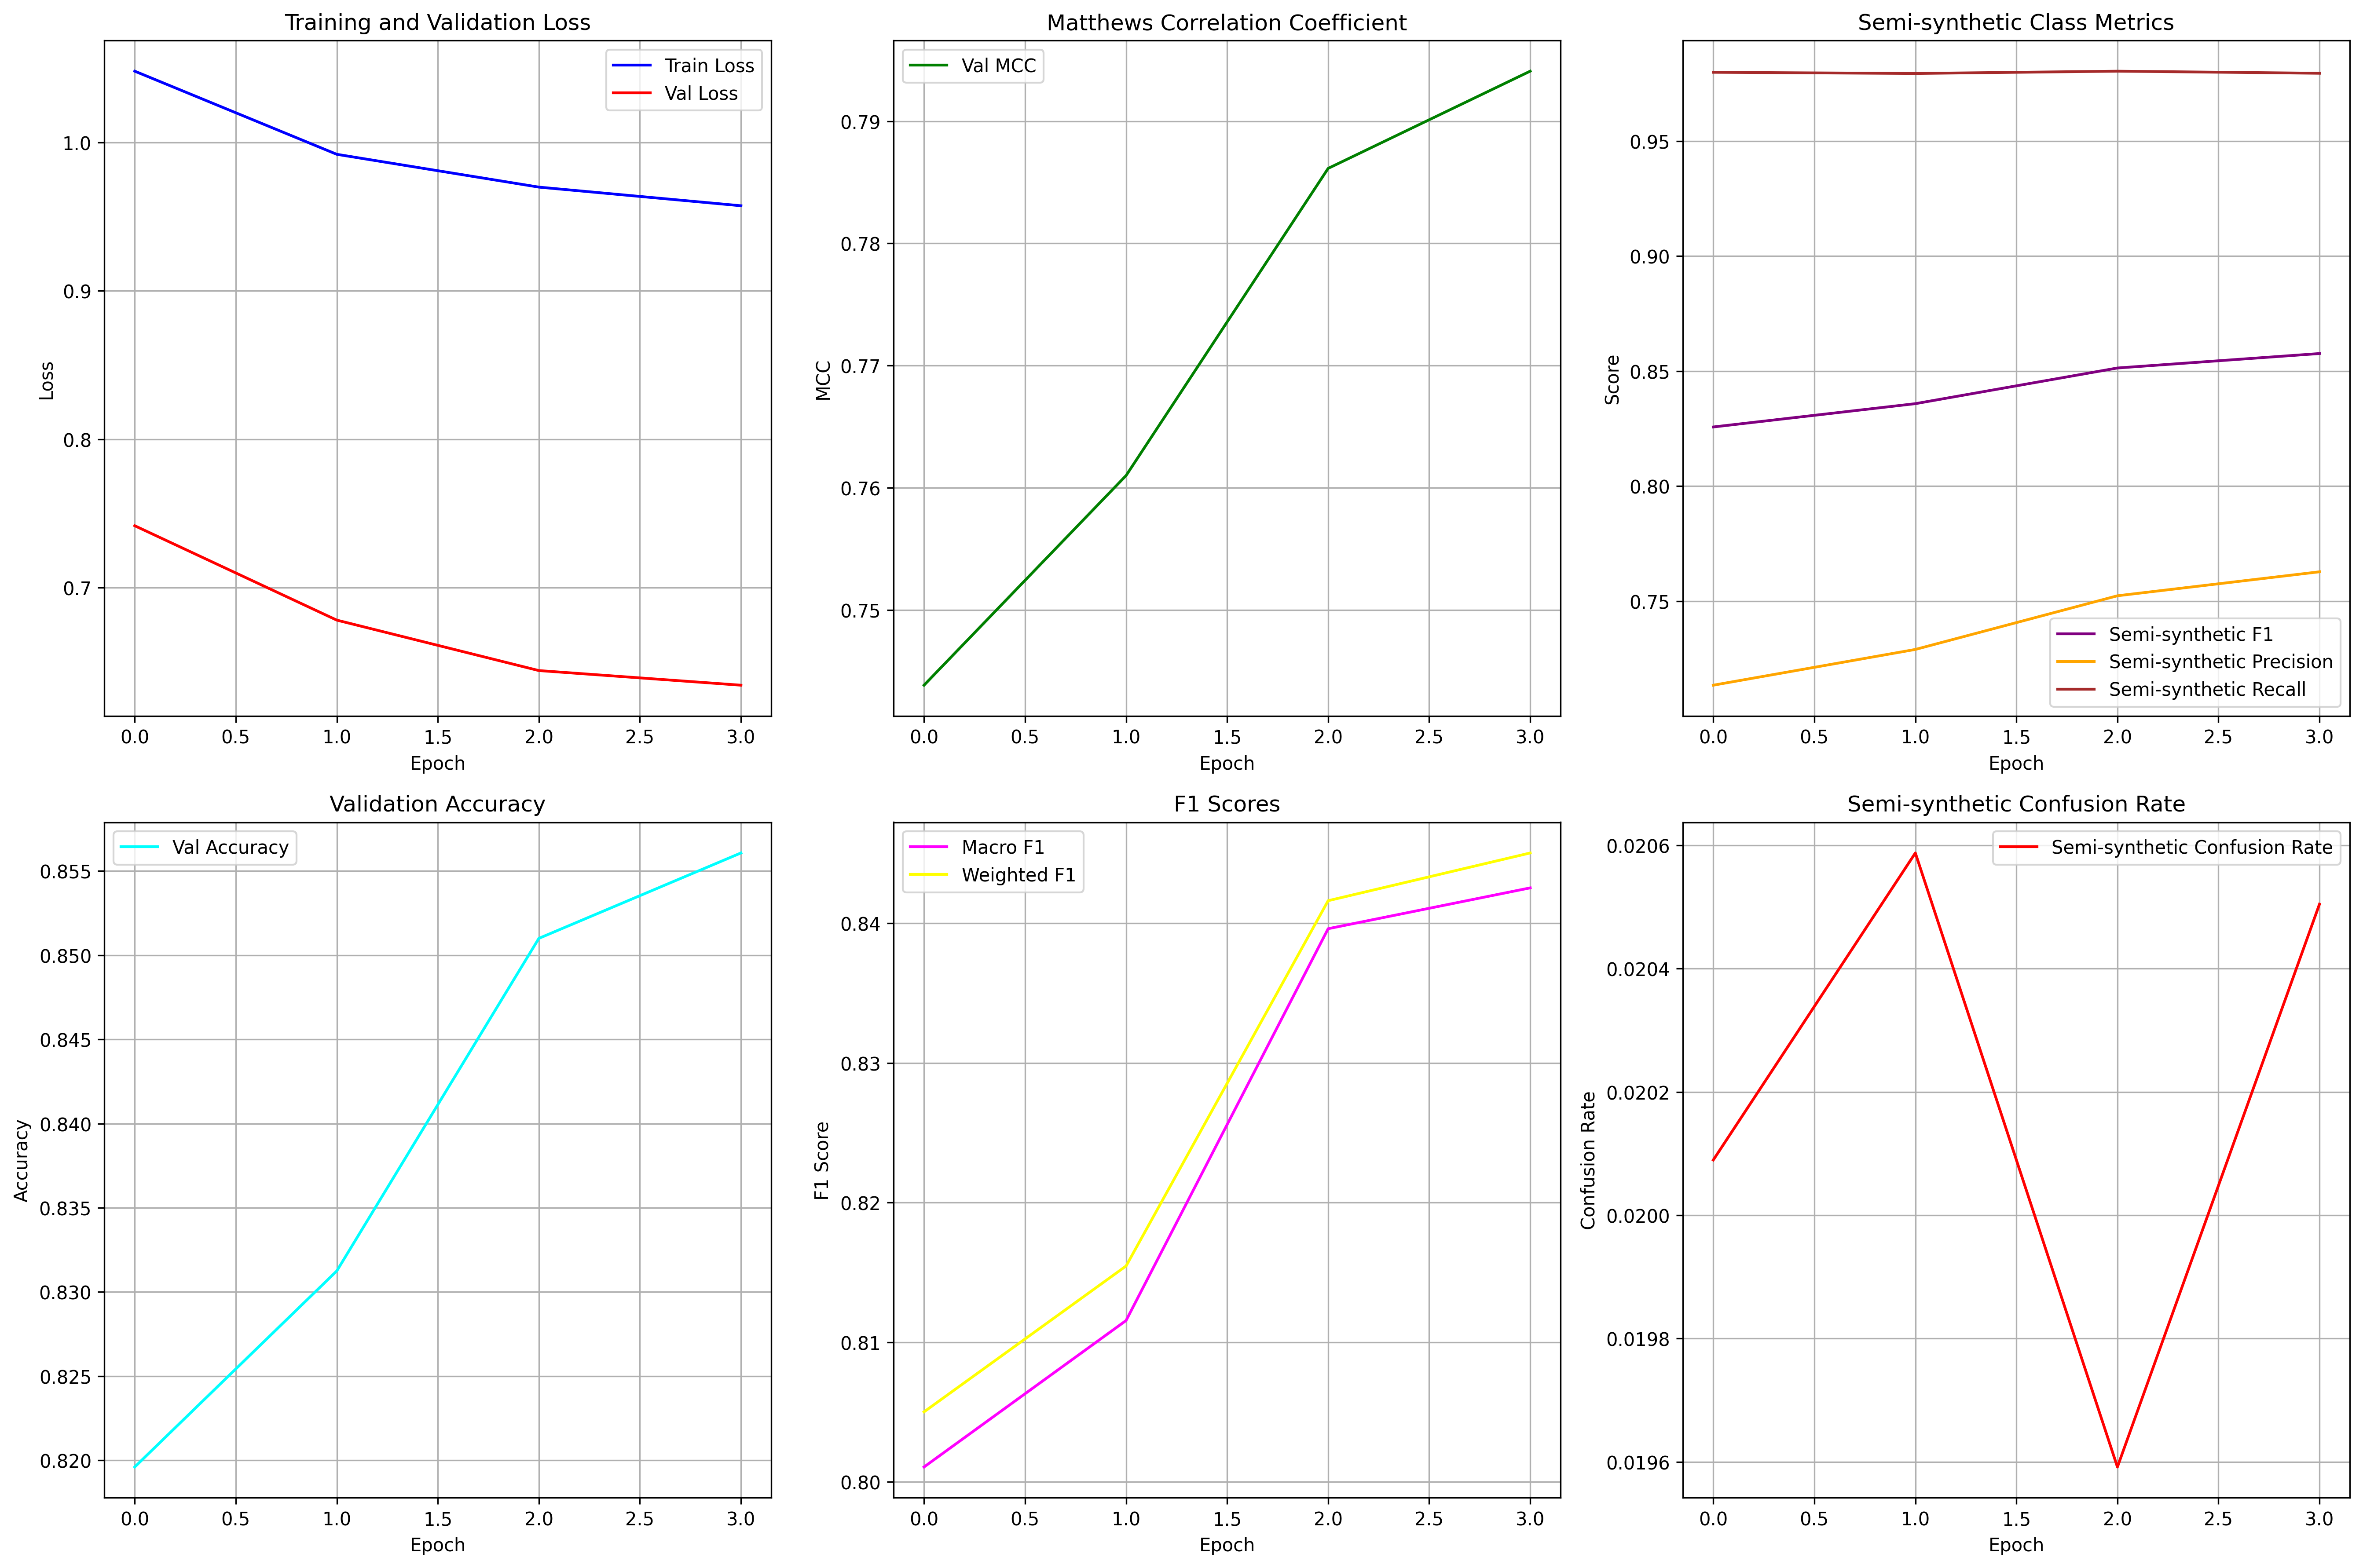 Training and Validation Loss
Train Loss
Val Loss
1.0
0.9
0.8
0.7
Loss
0.0 0.5 1.0 1.5 2.0 2.5 3.0
Epoch
Matthews Correlation Coefficient
Val MCC
0.79
0.78
0.77
0.76
0.75
MCC
0.0 0.5 1.0 1.5 2.0 2.5 3.0
Epoch
Semi-synthetic Class Metrics
0.95
0.90
0.85
0.80
0.75
Score
Semi-synthetic F1
Semi-synthetic Precision
Semi-synthetic Recall
0.0 0.5 1.0 1.5 2.0 2.5 3.0
Epoch
Validation Accuracy
Val Accuracy
0.855
0.850
0.845
0.840
0.835
0.830
0.825
0.820
Accuracy
0.0 0.5 1.0 1.5 2.0 2.5 3.0
Epoch
F1 Scores
Macro F1
Weighted F1
0.84
0.83
0.82
0.81
0.80
F1 Score
0.0 0.5 1.0 1.5 2.0 2.5 3.0
Epoch
Semi-synthetic Confusion Rate
Semi-synthetic Confusion Rate
0.0206
0.0204
0.0202
0.0200
0.0198
0.0196
Confusion Rate
0.0 0.5 1.0 1.5 2.0 2.5 3.0
Epoch